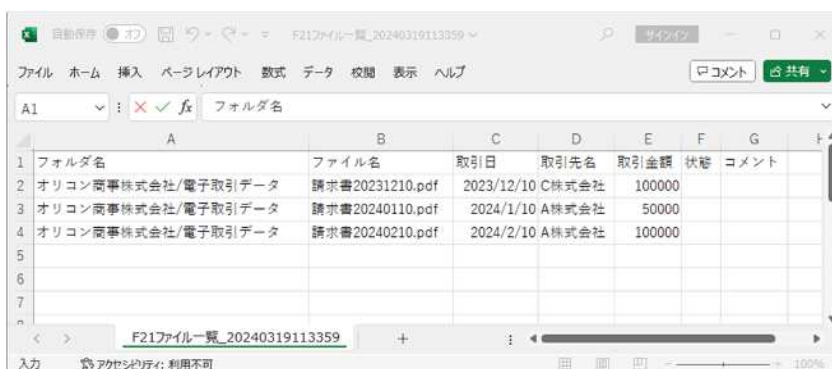 自動保存 オフ F21ファイル一覧_20240319113359 サインイン
ファイル ホーム 挿入 ページレイアウト 数式 データ 校閲 表示 ヘルプ コメント 共有
A1 fx フォルダ名
A B C D E F G H
1 フォルダ名 ファイル名 取引日 取引先名 取引金額 状態 コメント
2 オリコン商事株式会社/電子取引データ 請求書20231210.pdf 2023/12/10 C株式会社 100000
3 オリコン商事株式会社/電子取引データ 請求書20240110.pdf 2024/1/10 A株式会社 50000
4 オリコン商事株式会社/電子取引データ 請求書20240210.pdf 2024/2/10 A株式会社 100000
5
6
7
F21ファイル一覧_20240319113359
入力 アクセシビリティ: 利用不可 100%